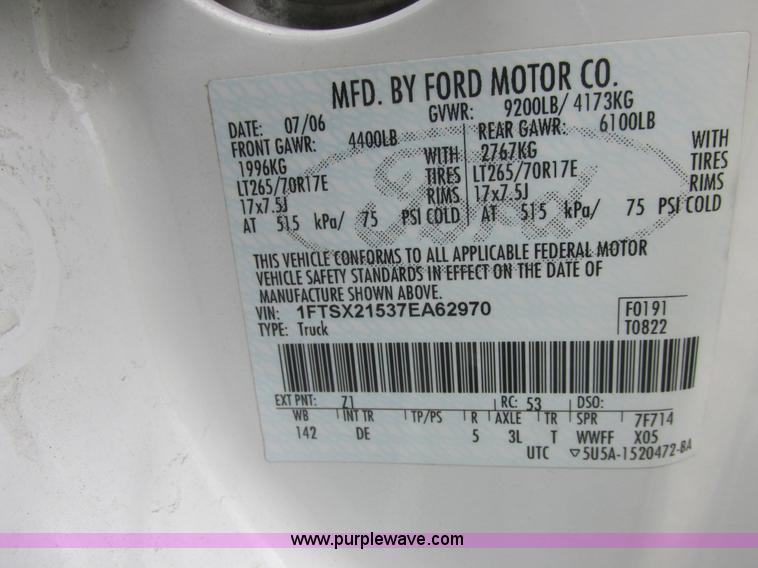 MFD. BY FORD MOTOR CO.
DATE: 07/06 GVWR: 9200LB/ 4173KG
FRONT GAWR: 4400LB REAR GAWR: 6100LB
1996KG WITH 2767KG WITH
LT265/70R17E TIRES LT265/70R17E TIRES
17x7.5J RIMS 17x7.5J RIMS
AT 515 kPa/ 75 PSI COLD AT 515 kPa/ 75 PSI COLD
THIS VEHICLE CONFORMS TO ALL APPLICABLE FEDERAL MOTOR
VEHICLE SAFETY STANDARDS IN EFFECT ON THE DATE OF
MANUFACTURE SHOWN ABOVE.
VIN: 1FTSX21537EA62970 F0191
TYPE: Truck T0822
EXT PNT: Z1 RC: 53 DSO:
WB INT TR TP/PS R AXLE TR SPR 7F714
142 DE 5 3L T WWFF X05
UTC ▽5U5A-1520472-BA
www.purplewave.com